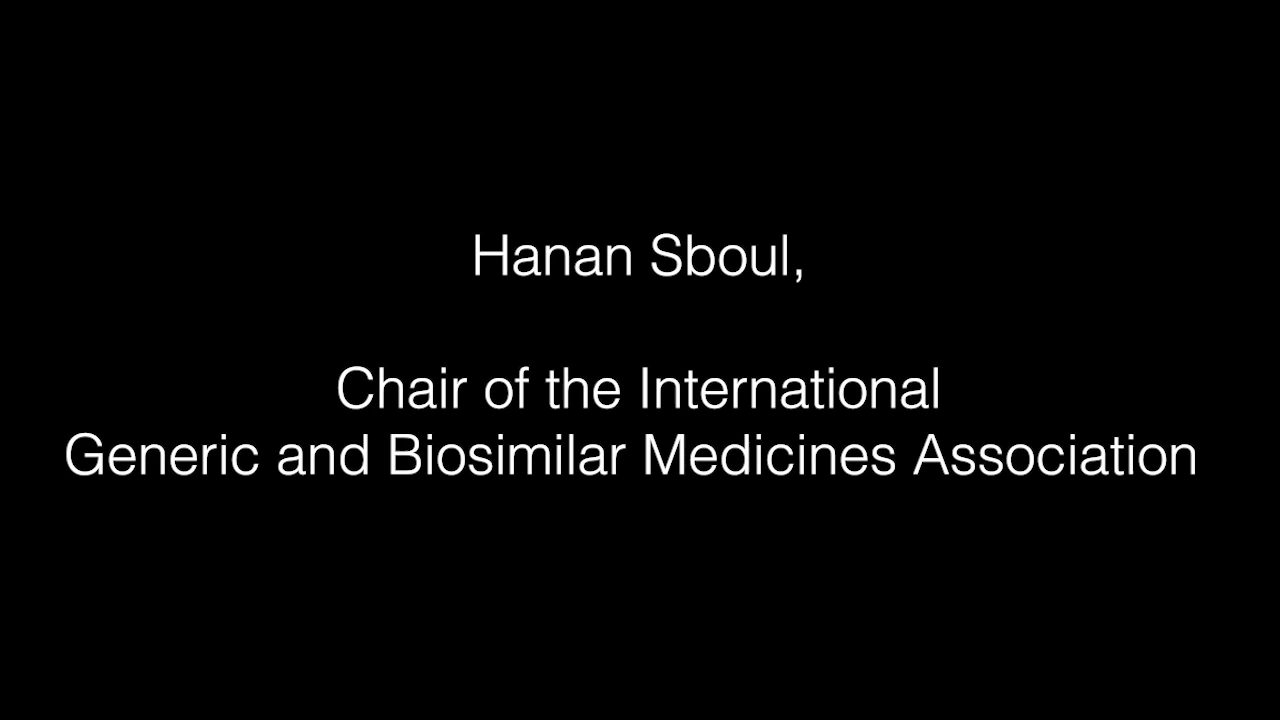 Hanan Sboul,
Chair of the International
Generic and Biosimilar Medicines Association